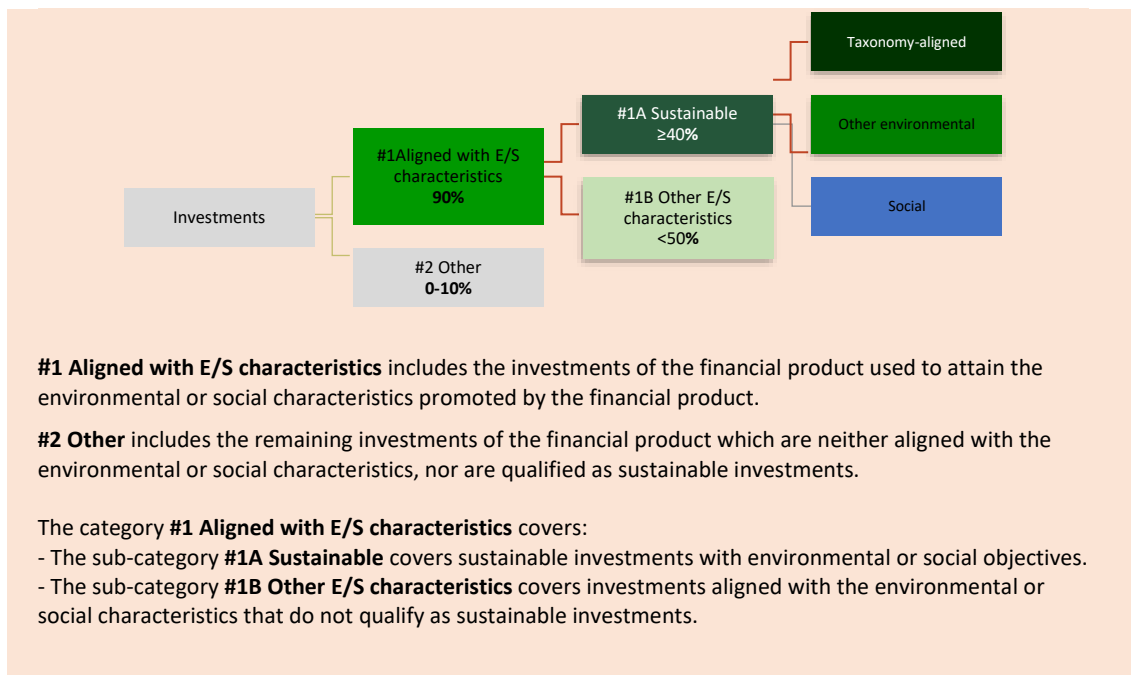 Taxonomy-aligned
#1A Sustainable
≥40%
Other environmental
#1Aligned with E/S
characteristics
90%
#1B Other E/S
characteristics
<50%
Social
Investments
#2 Other
0-10%
#1 Aligned with E/S characteristics includes the investments of the financial product used to attain the
environmental or social characteristics promoted by the financial product.
#2 Other includes the remaining investments of the financial product which are neither aligned with the
environmental or social characteristics, nor are qualified as sustainable investments.
The category #1 Aligned with E/S characteristics covers:
- The sub-category #1A Sustainable covers sustainable investments with environmental or social objectives.
- The sub-category #1B Other E/S characteristics covers investments aligned with the environmental or
social characteristics that do not qualify as sustainable investments.